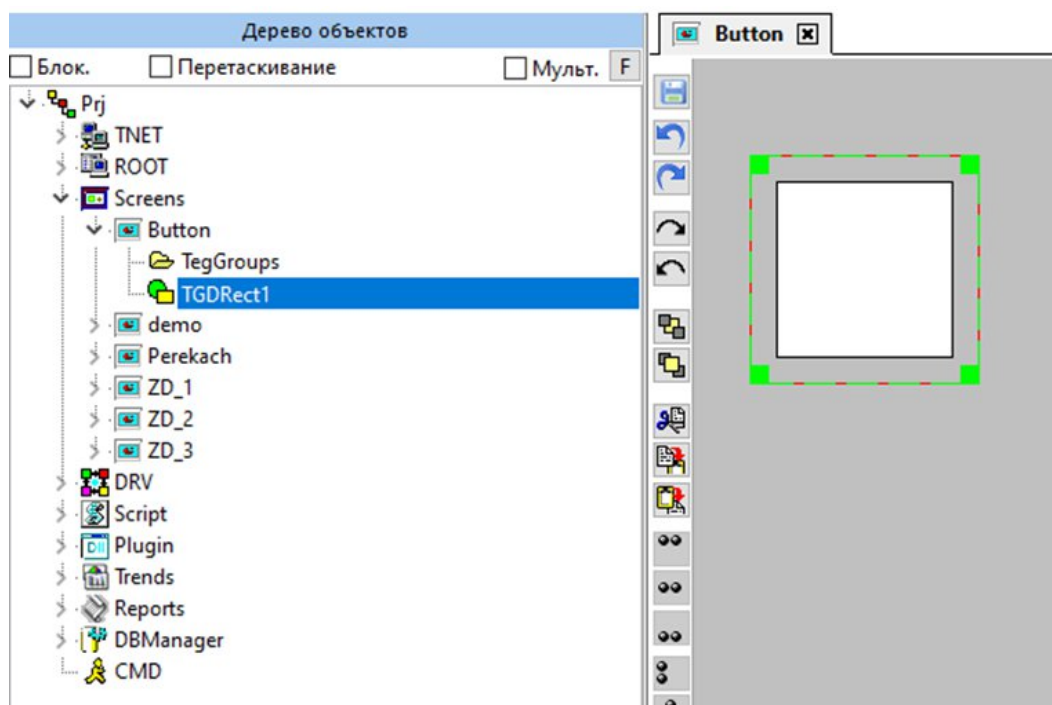 Дерево объектов
Button
Блок. Перетаскивание Мульт. F
Prj
TNET
ROOT
Screens
Button
TegGroups
TGDRect1
demo
Perekach
ZD_1
ZD_2
ZD_3
DRV
Script
Dll Plugin
Trends
Reports
DBManager
CMD